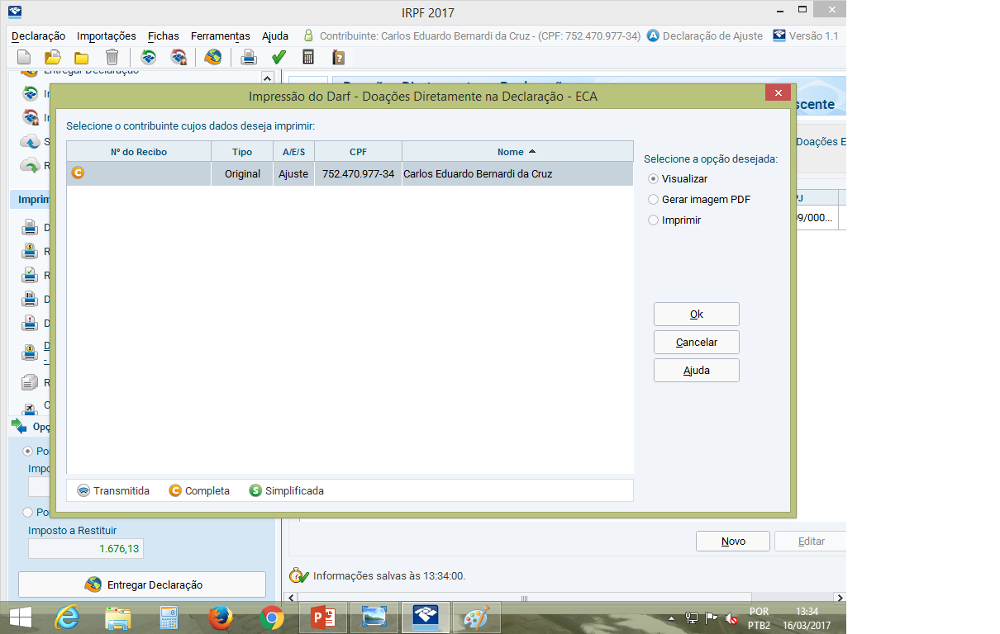 IRPF 2017
Declaração Importações Fichas Ferramentas Ajuda Contribuinte: Carlos Eduardo Bernardi da Cruz - (CPF: 752.470.977-34) Declaração de Ajuste Versão 1.1
Entregar Declaração
Impressão do Darf - Doações Diretamente na Declaração - ECA
scente
Selecione o contribuinte cujos dados deseja imprimir:
Nº do Recibo Tipo A/E/S CPF Nome
Original Ajuste 752.470.977-34 Carlos Eduardo Bernardi da Cruz
Selecione a opção desejada:
Visualizar
Gerar imagem PDF
Imprimir
Doações E
PJ
09/000...
Ok
Cancelar
Ajuda
Imprim
Opç
Po
Impo
Po
Transmitida Completa Simplificada
Imposto a Restituir
1.676,13
Entregar Declaração
Novo Editar
Informações salvas às 13:34:00.
POR
PTB2
13:34
16/03/2017